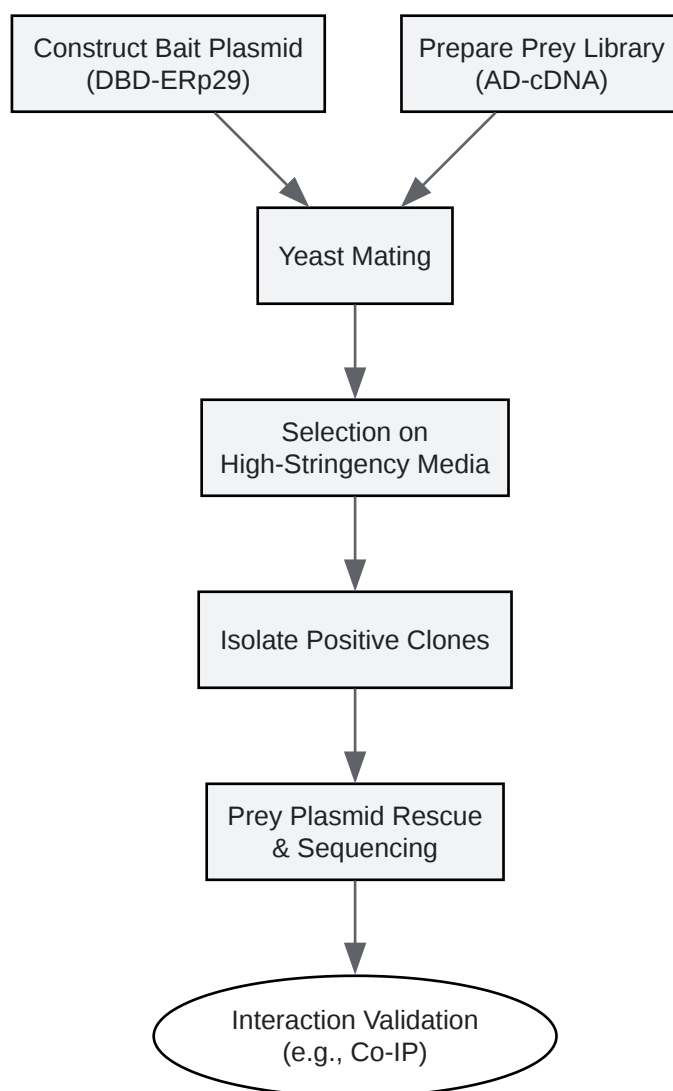 Construct Bait Plasmid
(DBD-ERp29)
Prepare Prey Library
(AD-cDNA)
Yeast Mating
Selection on
High-Stringency Media
Isolate Positive Clones
Prey Plasmid Rescue
& Sequencing
Interaction Validation
(e.g., Co-IP)